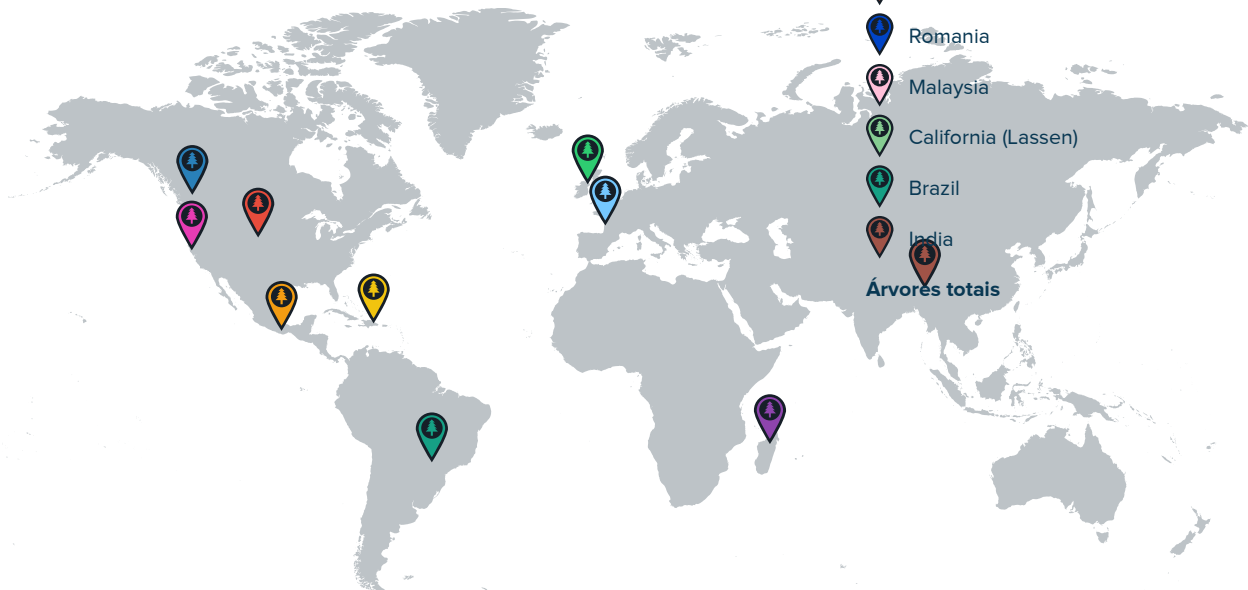 Romania
Malaysia
California (Lassen)
Brazil
India
Árvores totais